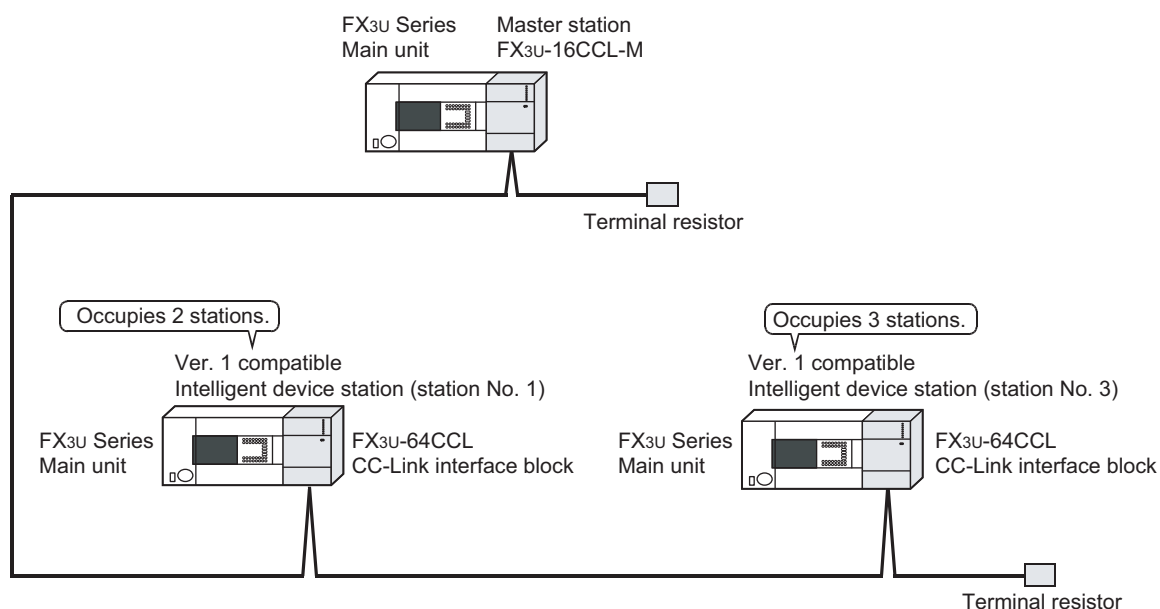 FX3U Series
Main unit
Master station
FX3U-16CCL-M
Terminal resistor
Occupies 2 stations.
Ver. 1 compatible
Intelligent device station (station No. 1)
FX3U Series
Main unit
FX3U-64CCL
CC-Link interface block
Occupies 3 stations.
Ver. 1 compatible
Intelligent device station (station No. 3)
FX3U Series
Main unit
FX3U-64CCL
CC-Link interface block
Terminal resistor